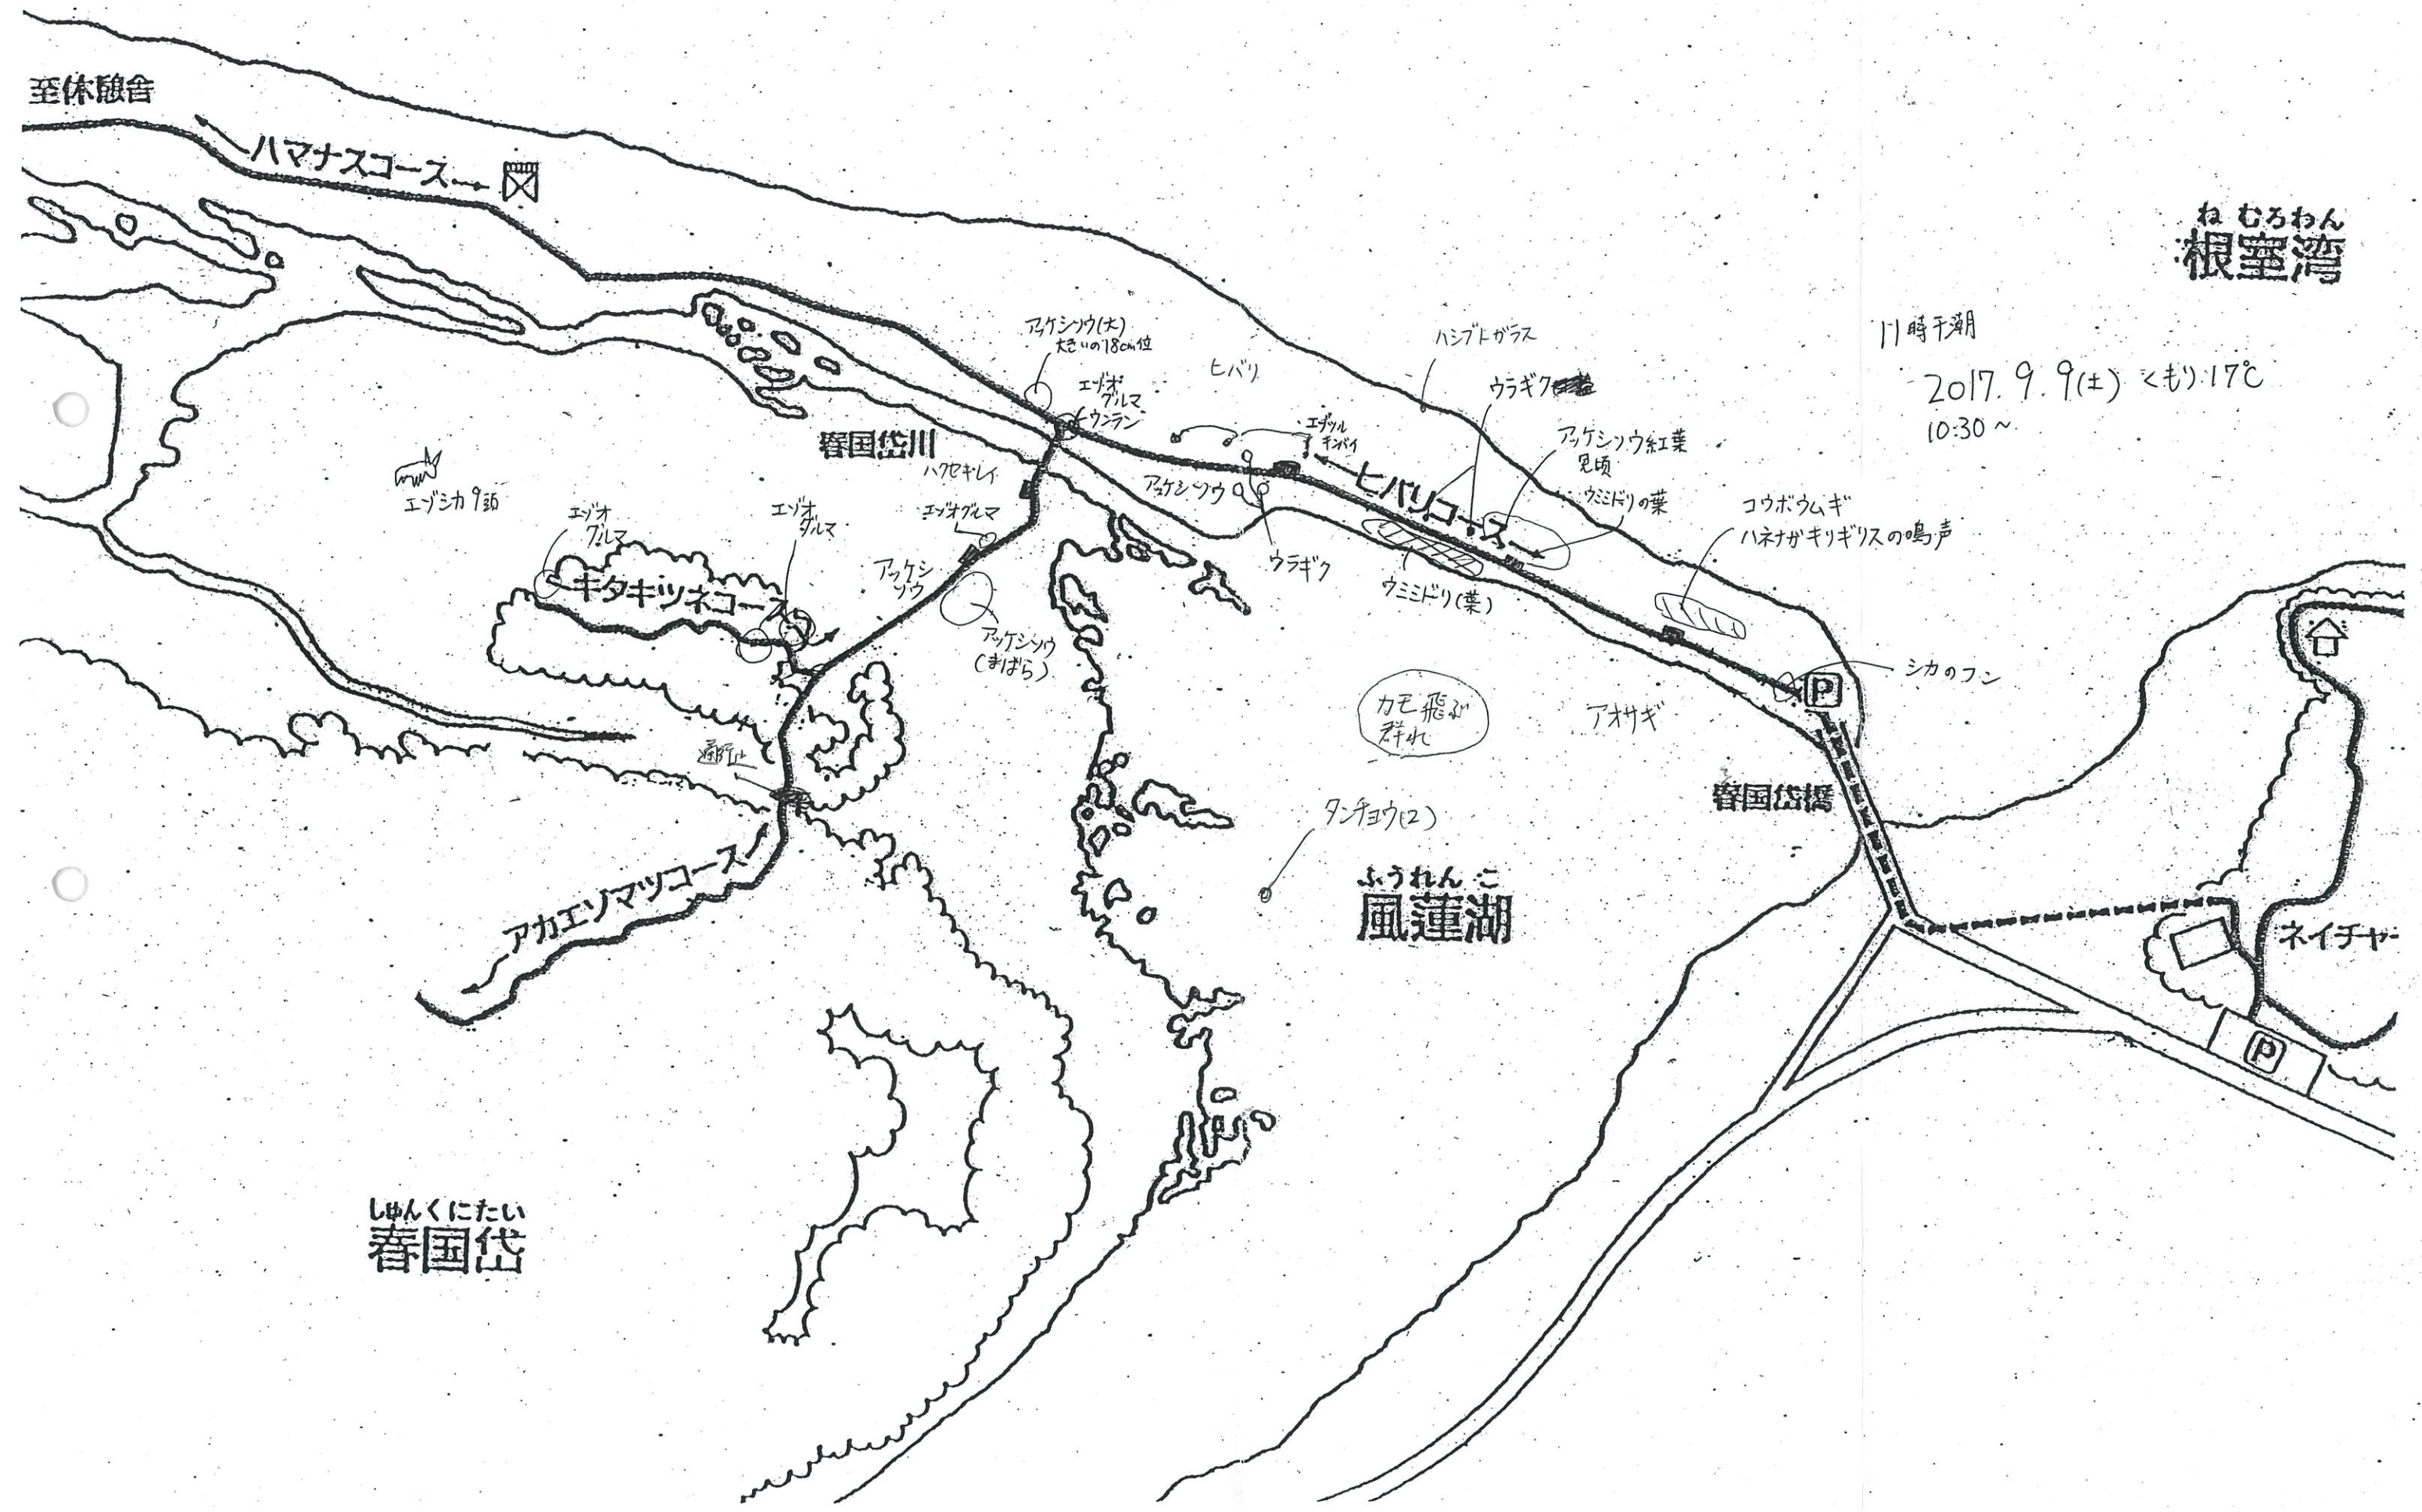 至休憩舎
ハマナスコース
ねむろわん
根室湾
11時干潮
2017.9.9(土) くもり 17℃
10:30～
アッケシソウ(大)
大きいの18cm位
エゾオ
グルマ
ウンラン
ヒバリ
ハシブトガラス
ウラギク
エゾツル
キンバイ
ヒバリコース
アッケシソウ紅葉
見頃
ウミミドリの葉
コウボウムギ
ハネナガキリギリスの鳴声
春国岱川
ハクセキレイ
アッケシソウ
ウラギク
ウミミドリ(葉)
エゾシカ9頭
エゾオ
グルマ
エゾオ
グルマ
エゾオグルマ
キタキツネコース
アッケシ
ソウ
アッケシソウ
(まばら)
シカのフン
P
カモ飛ぶ
群れ
アオサギ
通行止
春国岱橋
タンチョウ(2)
アカエゾマツコース
ふうれんこ
風蓮湖
ネイチャー
P
しゅんくにたい
春国岱